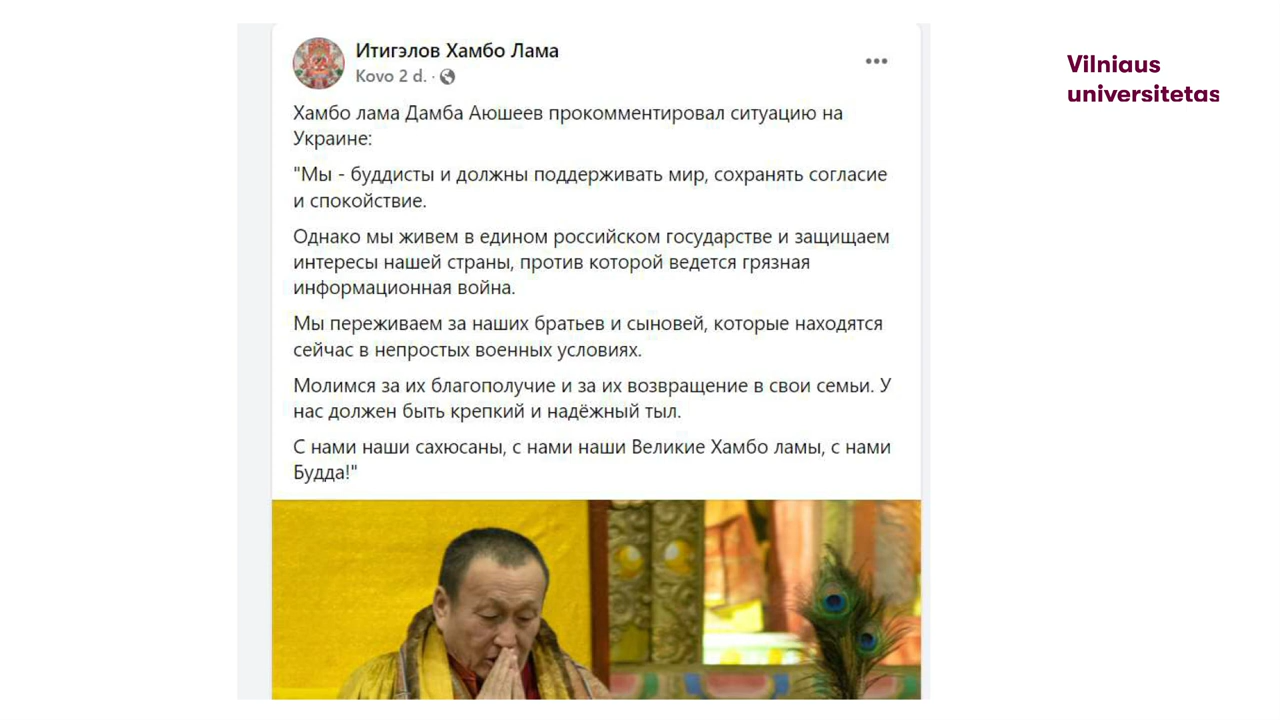 Итигэлов Хамбо Лама
Kovo 2 d. ·
Хамбо лама Дамба Аюшеев прокомментировал ситуацию на
Украине:
"Мы - буддисты и должны поддерживать мир, сохранять согласие
и спокойствие.
Однако мы живем в едином российском государстве и защищаем
интересы нашей страны, против которой ведется грязная
информационная война.
Мы переживаем за наших братьев и сыновей, которые находятся
сейчас в непростых военных условиях.
Молимся за их благополучие и за их возвращение в свои семьи. У
нас должен быть крепкий и надёжный тыл.
С нами наши сахюсаны, с нами наши Великие Хамбо ламы, с нами
Будда!"
Vilniaus
universitetas